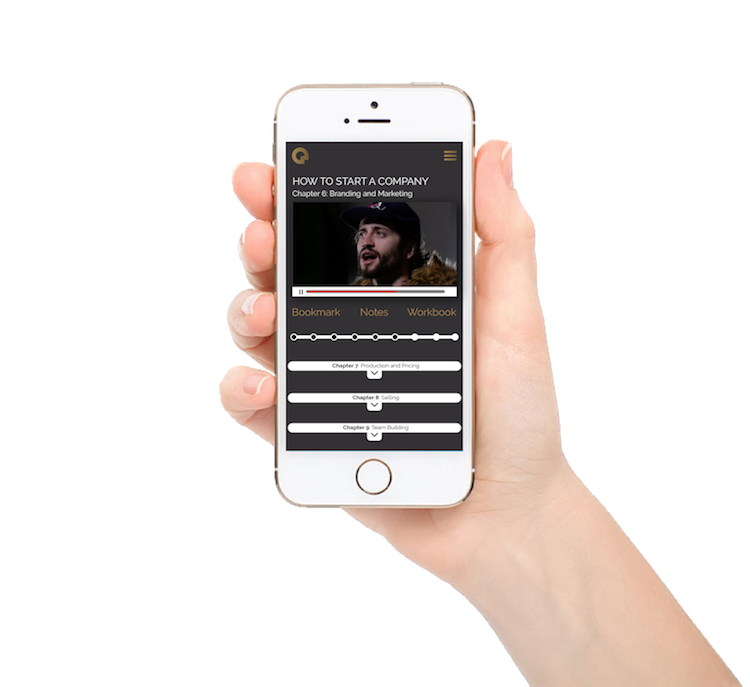 HOW TO START A COMPANY
Chapter 6: Branding and Marketing
Bookmark Notes Workbook
Chapter 7: Production and Pricing
Chapter 8: Selling
Chapter 9: Team Building